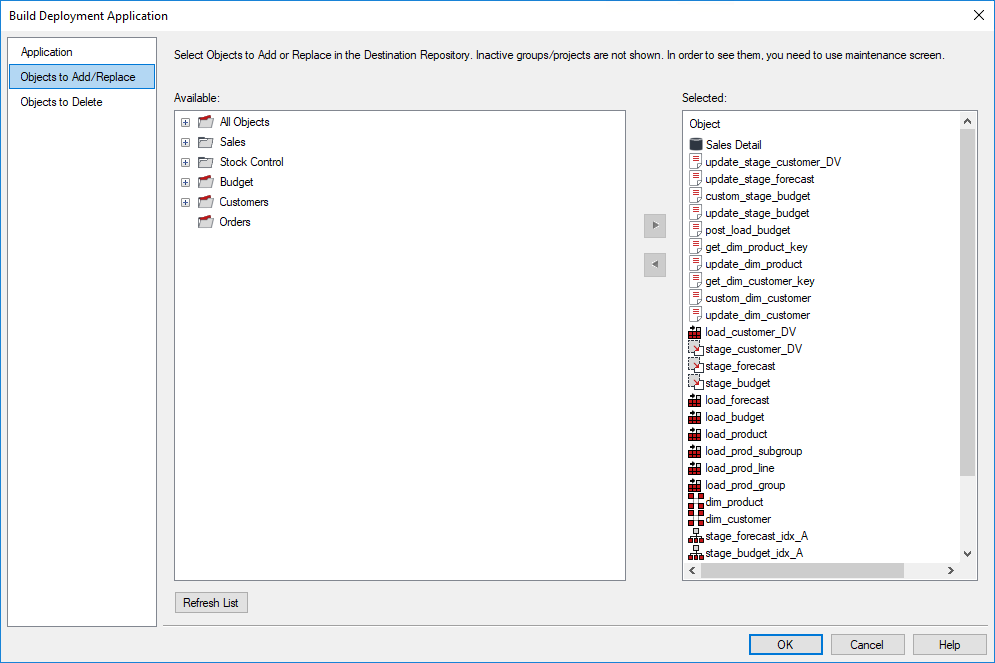 Build Deployment Application
Application
Objects to Add/Replace
Objects to Delete
Select Objects to Add or Replace in the Destination Repository. Inactive groups/projects are not shown. In order to see them, you need to use maintenance screen.
Available:
All Objects
Sales
Stock Control
Budget
Customers
Orders
Refresh List
Selected:
Object
Sales Detail
update_stage_customer_DV
update_stage_forecast
custom_stage_budget
update_stage_budget
post_load_budget
get_dim_product_key
update_dim_product
get_dim_customer_key
custom_dim_customer
update_dim_customer
load_customer_DV
stage_customer_DV
stage_forecast
stage_budget
load_forecast
load_budget
load_product
load_prod_subgroup
load_prod_line
load_prod_group
dim_product
dim_customer
stage_forecast_idx_A
stage_budget_idx_A
OK
Cancel
Help